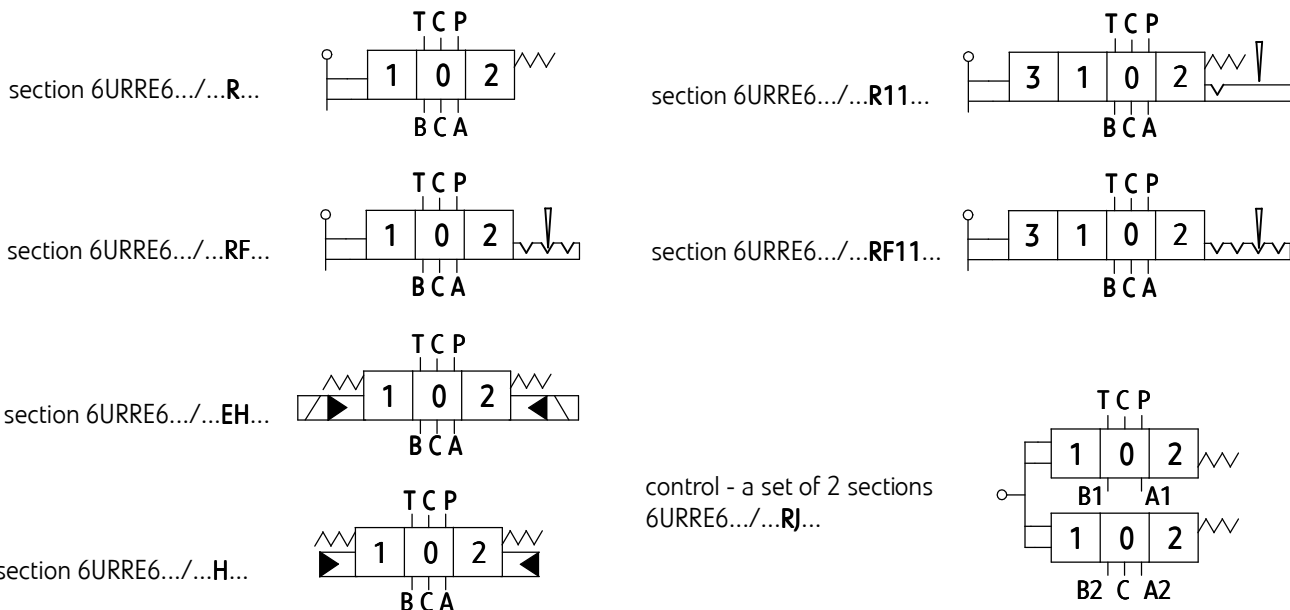 T C P
section 6URRE6.../...R...
1 0 2
B C A
T C P
section 6URRE6.../...RF...
1 0 2
B C A
T C P
section 6URRE6.../...EH...
1 0 2
B C A
T C P
section 6URRE6.../...H...
1 0 2
B C A
T C P
section 6URRE6.../...R11...
3 1 0 2
B C A
T C P
section 6URRE6.../...RF11...
3 1 0 2
B C A
control - a set of 2 sections
6URRE6.../...RJ...
T C P
1 0 2
B1 A1
1 0 2
B2 C A2